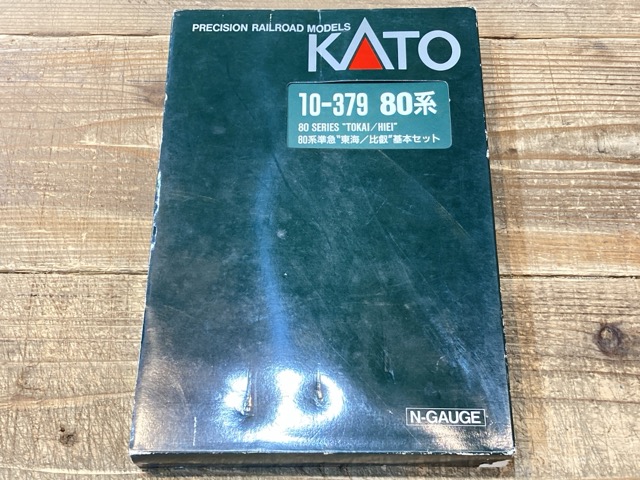 PRECISION RAILROAD MODELS
KATO
10-379 80系
80 SERIES "TOKAI/HIEI"
80系準急"東海/比叡"基本セット
N-GAUGE